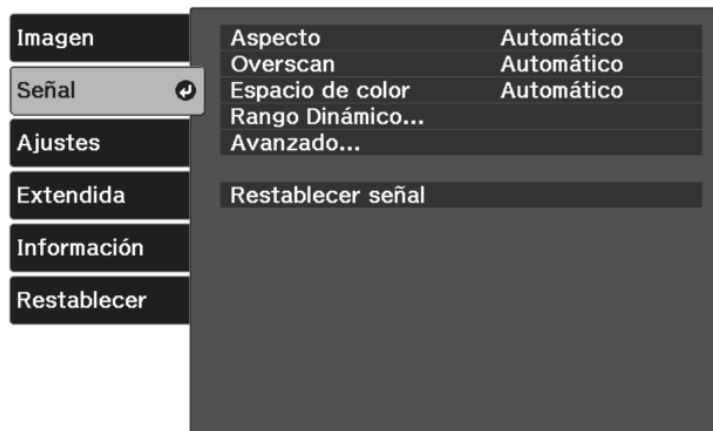 Imagen
Señal
Ajustes
Extendida
Información
Restablecer
Aspecto Automático
Overscan Automático
Espacio de color Automático
Rango Dinámico...
Avanzado...
Restablecer señal